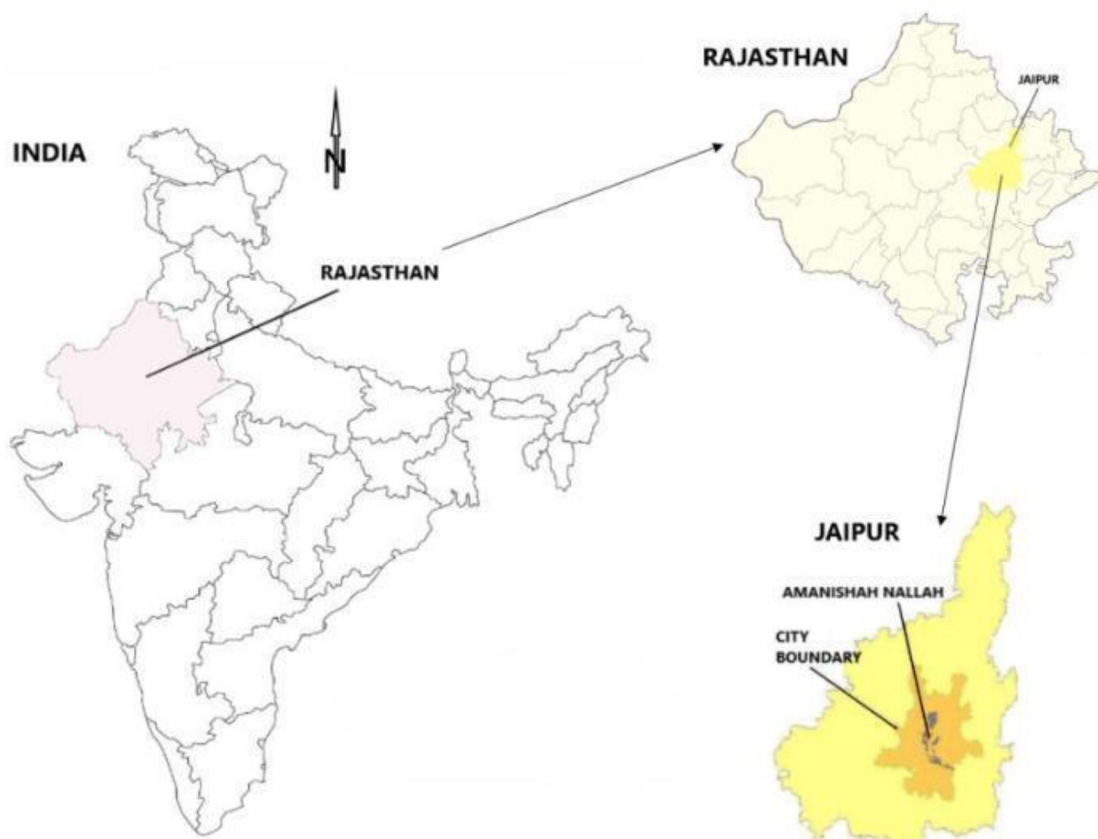 RAJASTHAN
JAIPUR
INDIA
N
RAJASTHAN
JAIPUR
AMANISHAH NALLAH
CITY
BOUNDARY